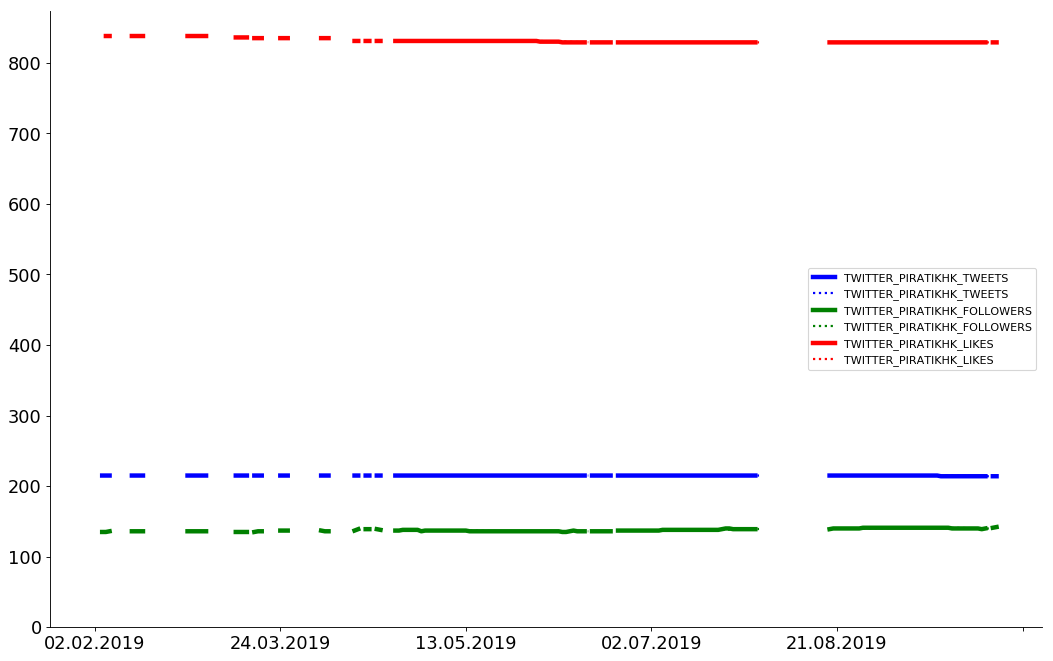 800
700
600
500
400
300
200
100
0
TWITTER_PIRATIKHK_TWEETS
TWITTER_PIRATIKHK_TWEETS
TWITTER_PIRATIKHK_FOLLOWERS
TWITTER_PIRATIKHK_FOLLOWERS
TWITTER_PIRATIKHK_LIKES
TWITTER_PIRATIKHK_LIKES
02.02.2019 24.03.2019 13.05.2019 02.07.2019 21.08.2019